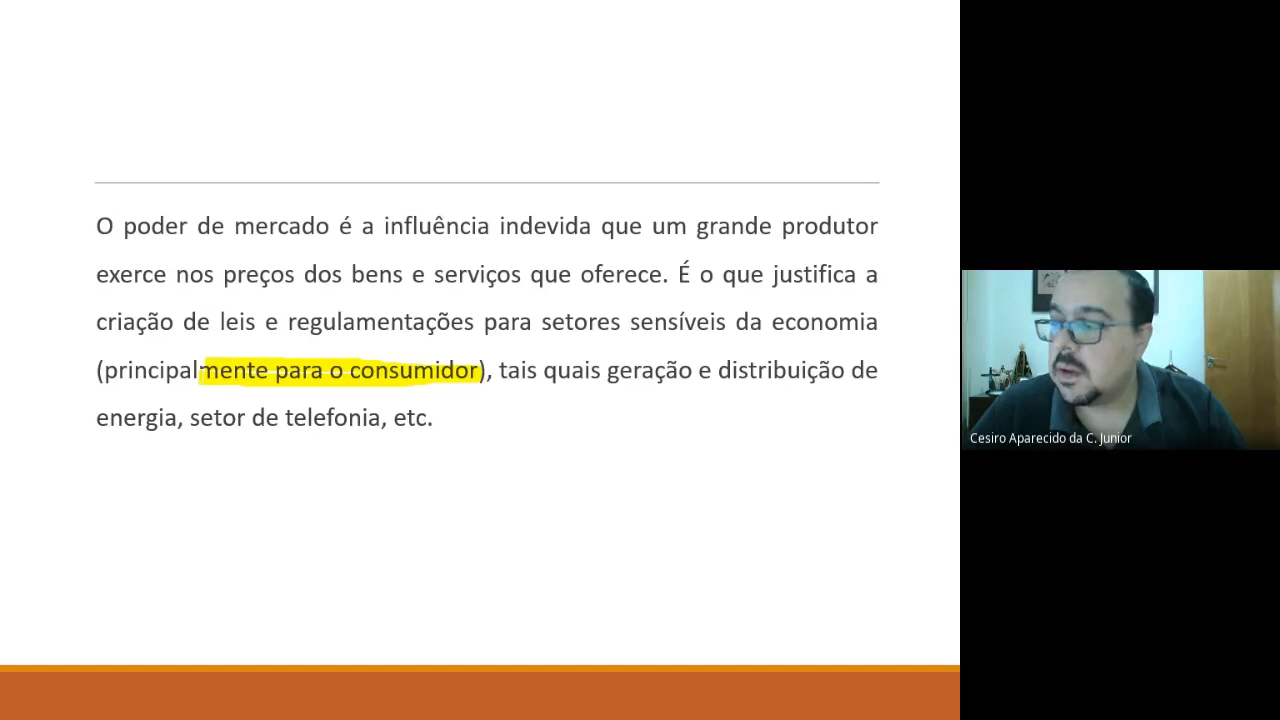 O poder de mercado é a influência indevida que um grande produtor
exerce nos preços dos bens e serviços que oferece. É o que justifica a
criação de leis e regulamentações para setores sensíveis da economia
(principalmente para o consumidor), tais quais geração e distribuição de
energia, setor de telefonia, etc.
Cesiro Aparecido da C. Junior